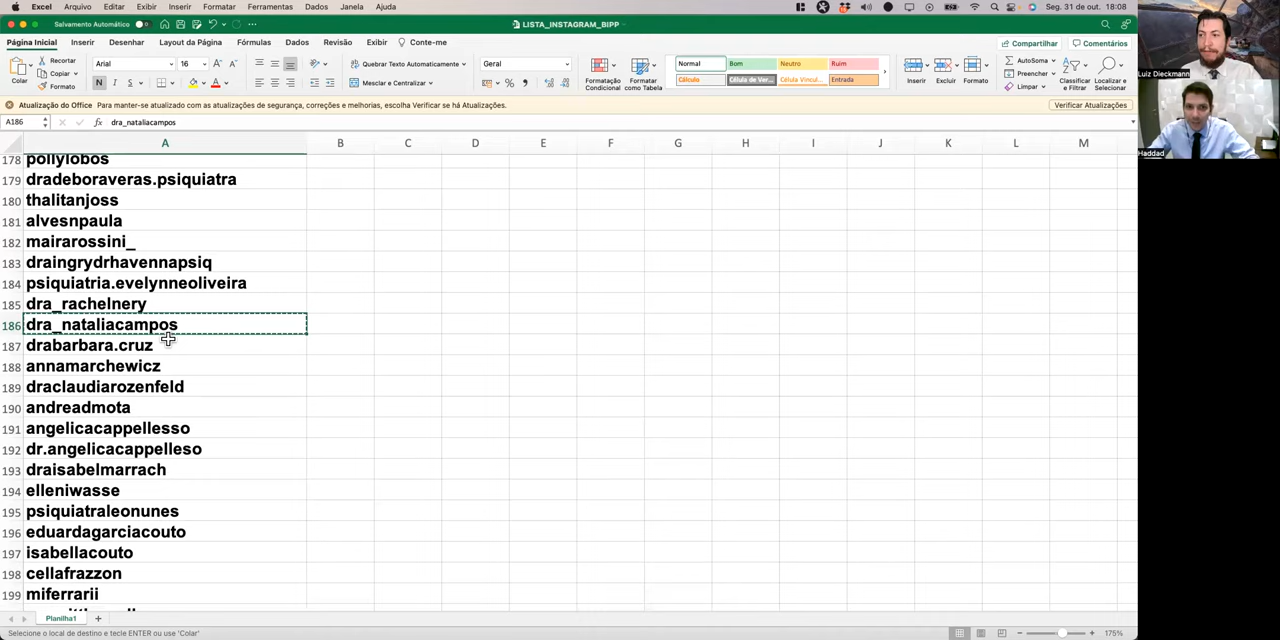 Excel Arquivo Editar Exibir Inserir Formatar Ferramentas Dados Janela Ajuda
Seg. 31 de out. 18:08
Salvamento Automático
LISTA_INSTAGRAM_BIPP
Página Inicial Inserir Desenhar Layout da Página Fórmulas Dados Revisão Exibir Conte-me
Compartilhar Comentários
Colar
Recortar
Copiar
Formato
Arial 16
N I S
Quebrar Texto Automaticamente
Mesclar e Centralizar
Geral
Formatação Condicional
Formatar como Tabela
Normal Bom Neutro Ruim
Cálculo Célula de Ver... Célula Vincul... Entrada
Inserir Excluir Formato
AutoSoma
Preencher
Limpar
Classificar e Filtrar
Localizar e Selecionar
Atualização do Office Para manter-se atualizado com as atualizações de segurança, correções e melhorias, escolha Verificar se há Atualizações.
Verificar Atualizações
A186 fx dra_nataliacampos
A B C D E F G H I J K L M
178 pollylobos
179 dradeboraveras.psiquiatra
180 thalitanjoss
181 alvesnpaula
182 mairarossini_
183 draingrydrhavennapsiq
184 psiquiatria.evelynneoliveira
185 dra_rachelnery
186 dra_nataliacampos
187 drabarbara.cruz
188 annamarchewicz
189 draclaudiarozenfeld
190 andreadmota
191 angelicacappellesso
192 dr.angelicacappelleso
193 draisabelmarrach
194 elleniwasse
195 psiquiatraleonunes
196 eduardagarciacouto
197 isabellacouto
198 cellafrazzon
199 miferrarii
Planilha1
Selecione o local de destino e tecle ENTER ou use 'Colar'
175%
Luiz Dieckmann
Haddad